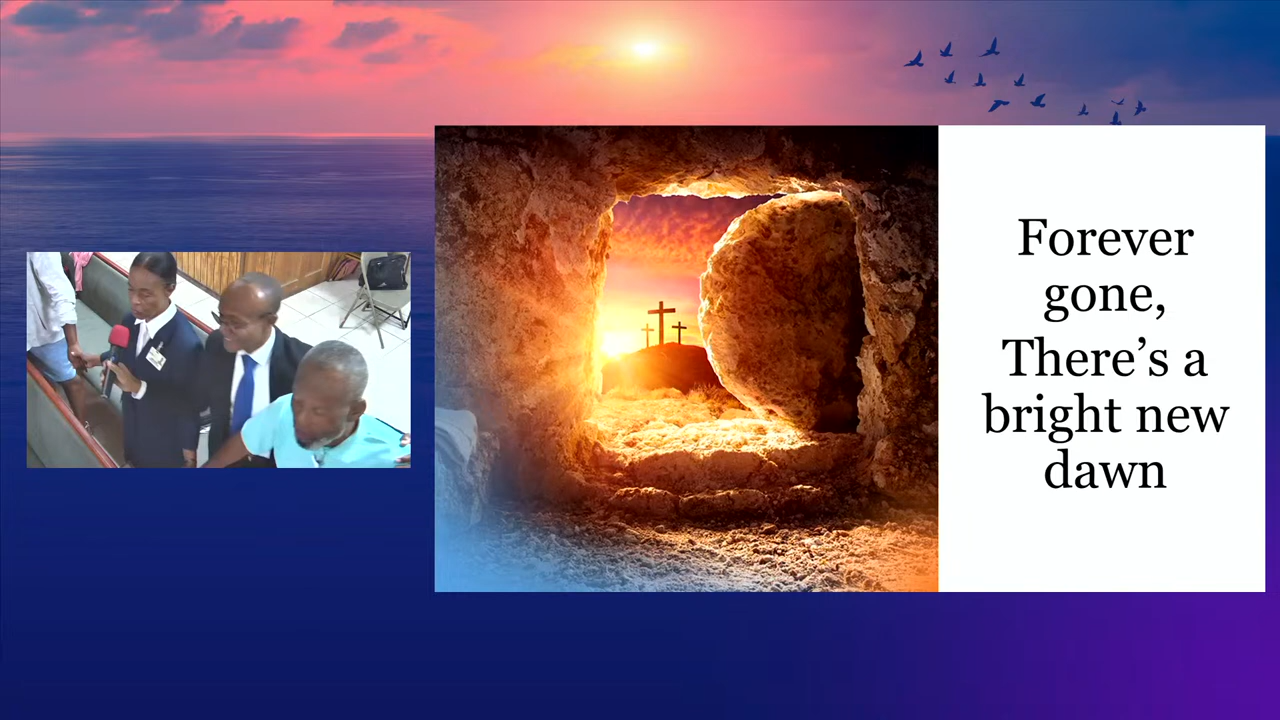 Forever
gone,
There’s a
bright new
dawn